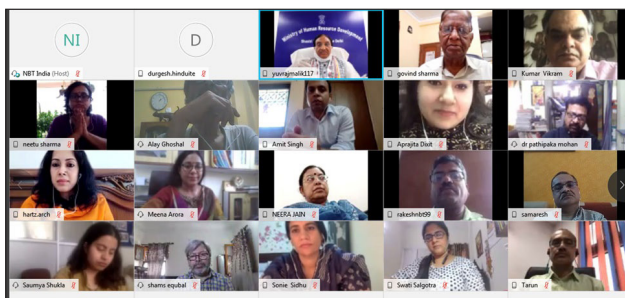 NI
D
Ministry of Human Resource Development
NBT India (Host)
durgesh.hinduite
yuvrajmalik117
govind sharma
Kumar Vikram
neetu sharma
Alay Ghoshal
Amit Singh
Aprajita Dixit
dr pathipaka mohan
hartz.arch
Meena Arora
NEERA JAIN
rakeshnbt99
samaresh
Saumya Shukla
shams equbal
Sonie Sidhu
Swati Salgotra
Tarun